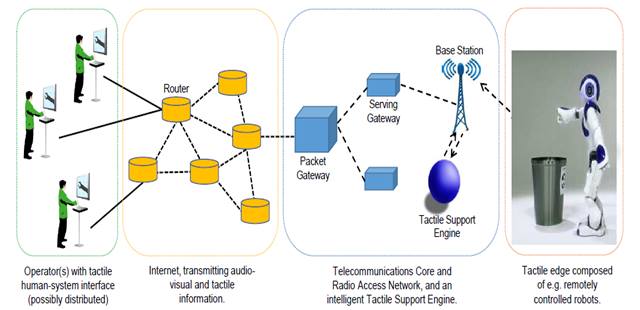 Router
Packet
Gateway
Serving
Gateway
Base Station
Tactile Support
Engine
Operator(s) with tactile
human-system interface
(possibly distributed)
Internet, transmitting audio-
visual and tactile
information.
Telecommunications Core and
Radio Access Network, and an
intelligent Tactile Support Engine.
Tactile edge composed
of e.g. remotely
controlled robots.